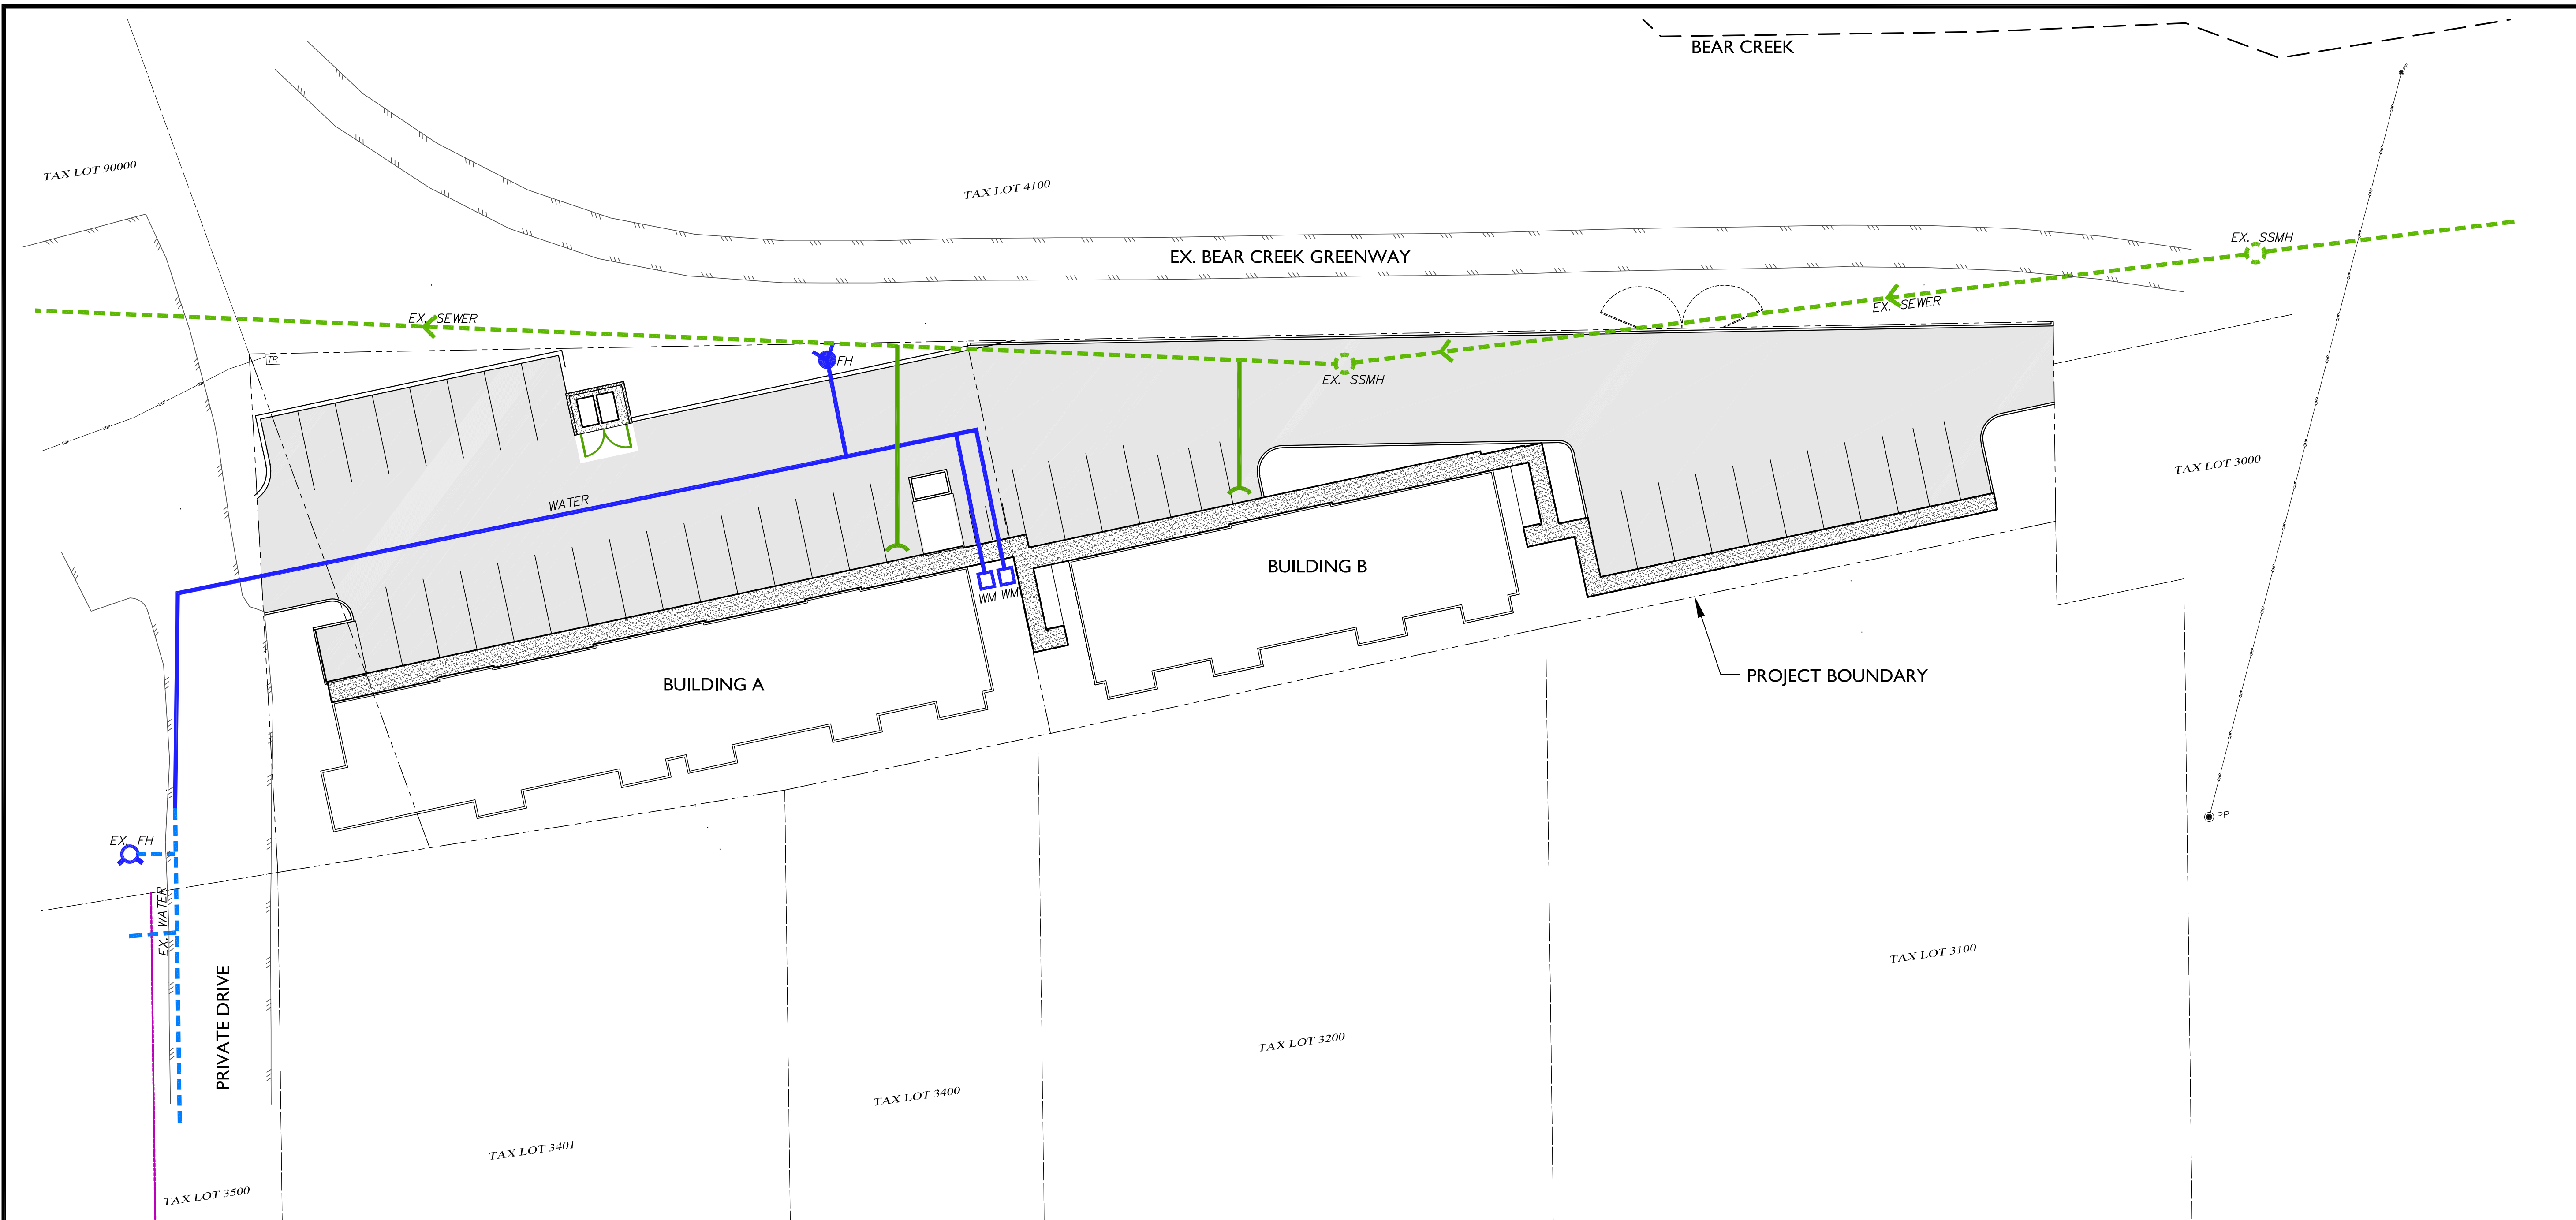 BEAR CREEK
TAX LOT 90000
TAX LOT 4100
EX. BEAR CREEK GREENWAY
EX. SSMH
EX. SEWER
EX. SEWER
TR
FH
EX. SSMH
TAX LOT 3000
WATER
BUILDING B
WM WM
BUILDING A
PROJECT BOUNDARY
PP
EX. FH
EX. WATER
PRIVATE DRIVE
TAX LOT 3100
TAX LOT 3200
TAX LOT 3400
TAX LOT 3401
TAX LOT 3500